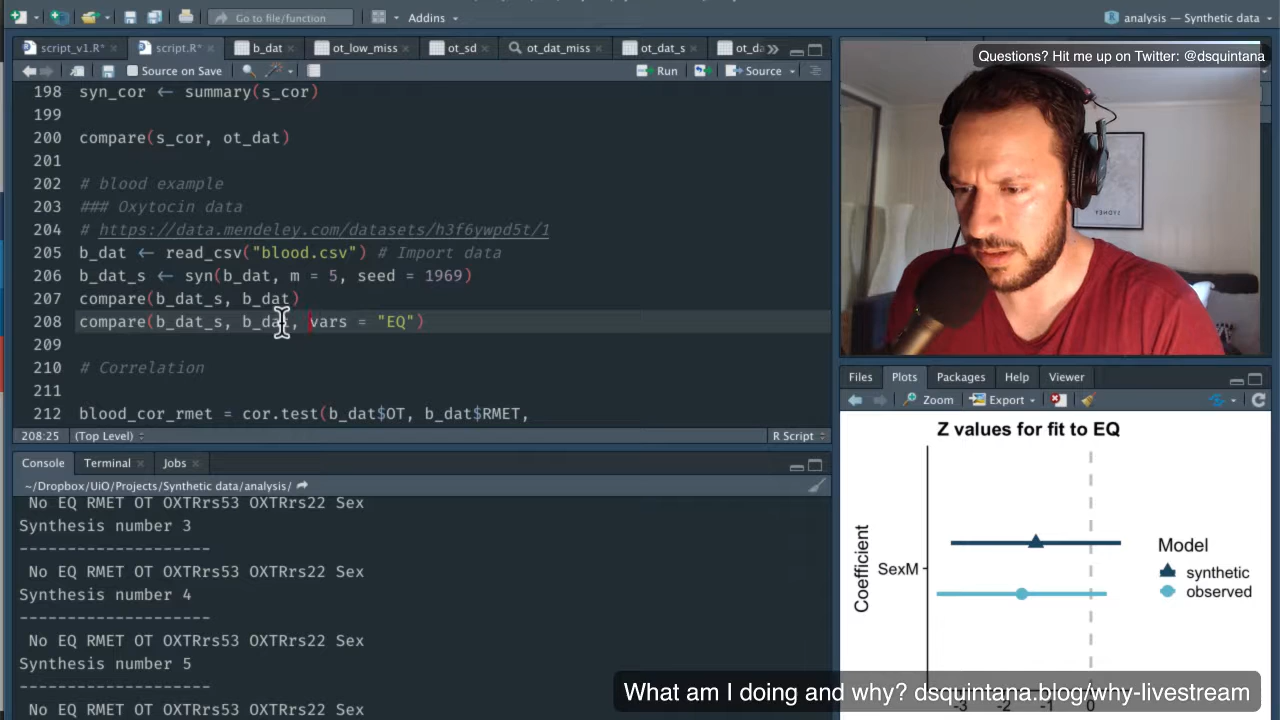 Go to file/function
Addins
analysis — Synthetic data
script_v1.R*
script.R*
b_dat
ot_low_miss
ot_sd
ot_dat_miss
ot_dat_s
Questions? Hit me up on Twitter: @dsquintana
Source on Save
Run
Source
198 syn_cor ← summary(s_cor)
199
200 compare(s_cor, ot_dat)
201
202 # blood example
203 ### Oxytocin data
204 # https://data.mendeley.com/datasets/h3f6ywpd5t/1
205 b_dat ← read_csv("blood.csv") # Import data
206 b_dat_s ← syn(b_dat, m = 5, seed = 1969)
207 compare(b_dat_s, b_dat)
208 compare(b_dat_s, b_dat, vars = "EQ")
209
210 # Correlation
211
212 blood_cor_rmet = cor.test(b_dat$OT, b_dat$RMET,
208:25 (Top Level) R Script
SYDNEY
Console Terminal Jobs
~/Dropbox/UiO/Projects/Synthetic data/analysis/
No EQ RMET OT OXTRrs53 OXTRrs22 Sex
Synthesis number 3
--------------------
No EQ RMET OT OXTRrs53 OXTRrs22 Sex
Synthesis number 4
--------------------
No EQ RMET OT OXTRrs53 OXTRrs22 Sex
Synthesis number 5
--------------------
No EQ RMET OT OXTRrs53 OXTRrs22 Sex
Files Plots Packages Help Viewer
Zoom Export
Z values for fit to EQ
Coefficient
SexM
Model
synthetic
observed
-3 -2 -1 0
What am I doing and why? dsquintana.blog/why-livestream